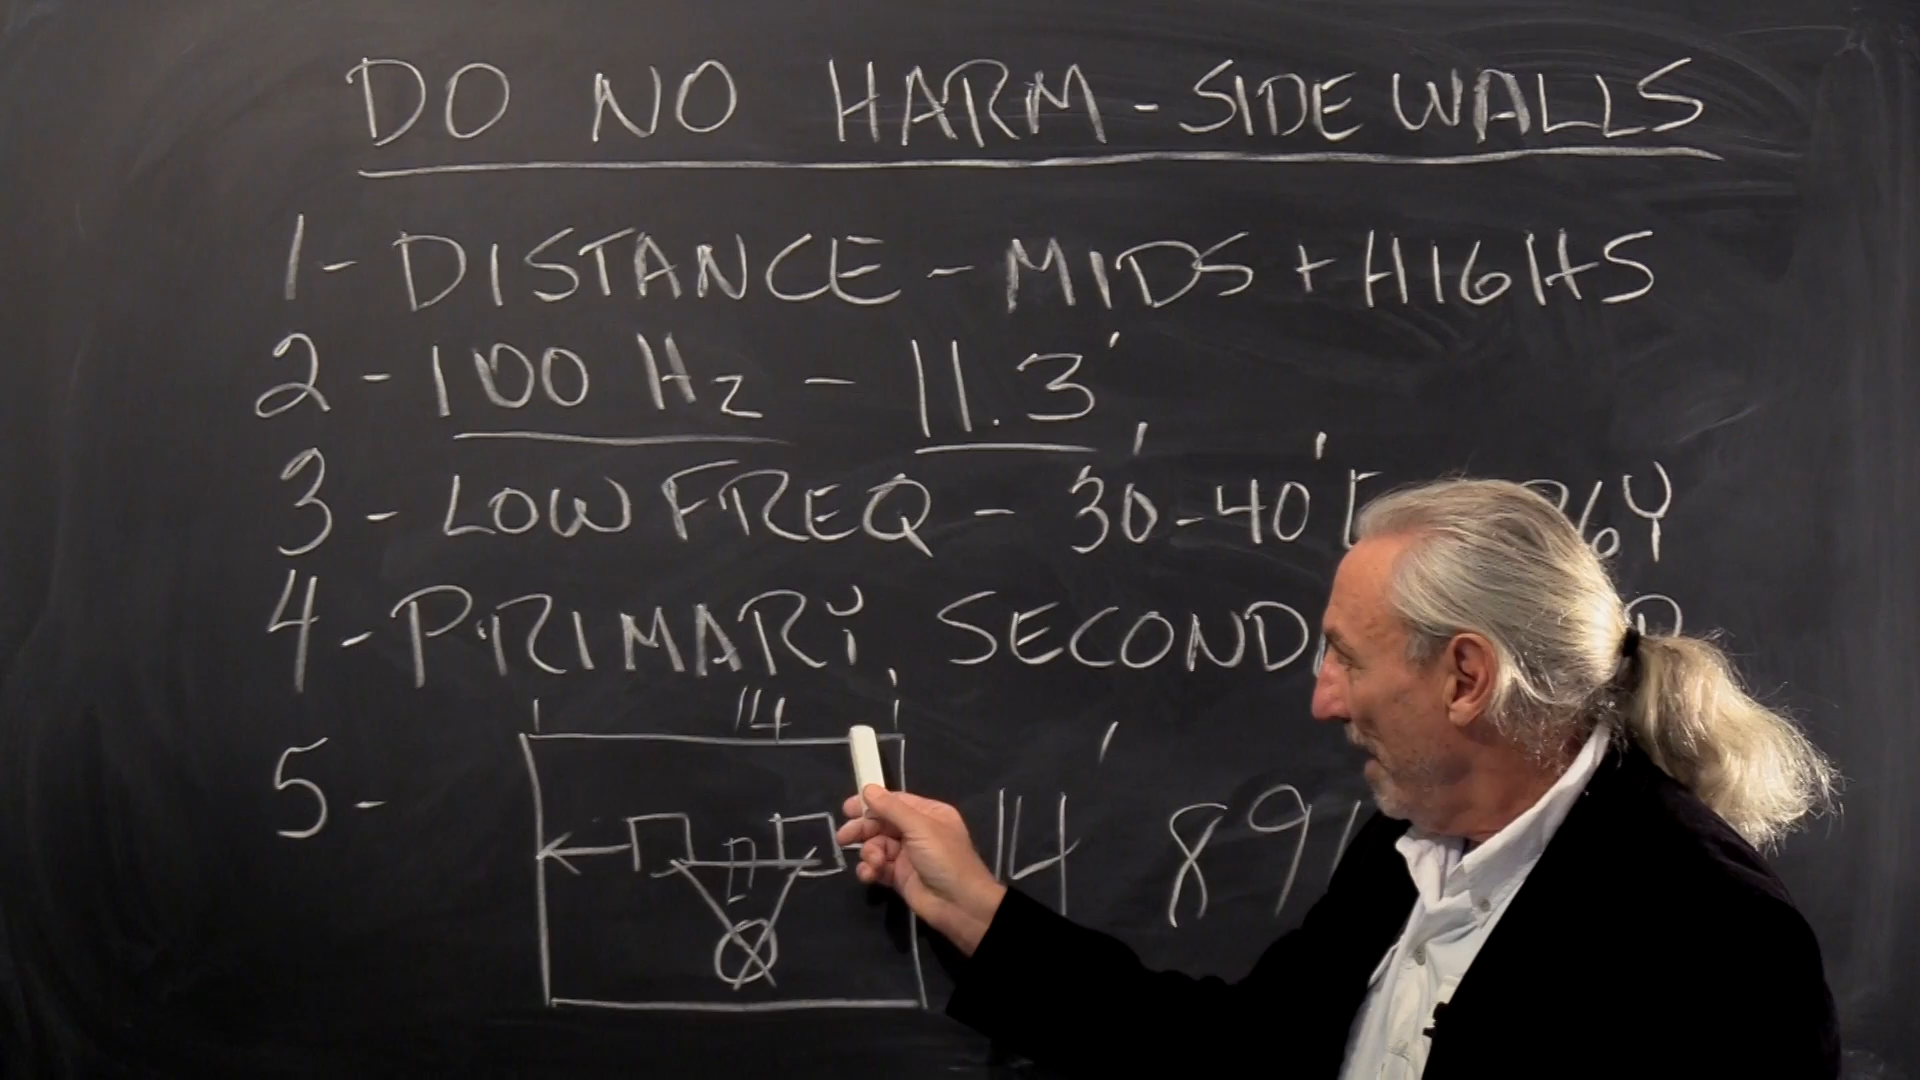 DO NO HARM - SIDE WALLS
1 - DISTANCE - MIDS + HIGHS
2 - 100 Hz - 11.3'
3 - LOW FREQ - 30'-40'
4 - PRIMARY,
14
5 -
14' 89